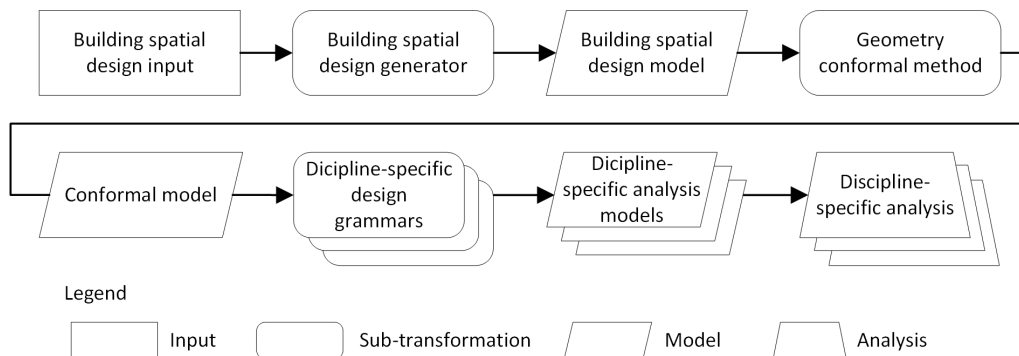 Building spatial
design input
Building spatial
design generator
Building spatial
design model
Geometry
conformal method
Conformal model
Dicipline-specific
design
grammars
Dicipline-
specific analysis
models
Discipline-
specific analysis
Legend
Input
Sub-transformation
Model
Analysis